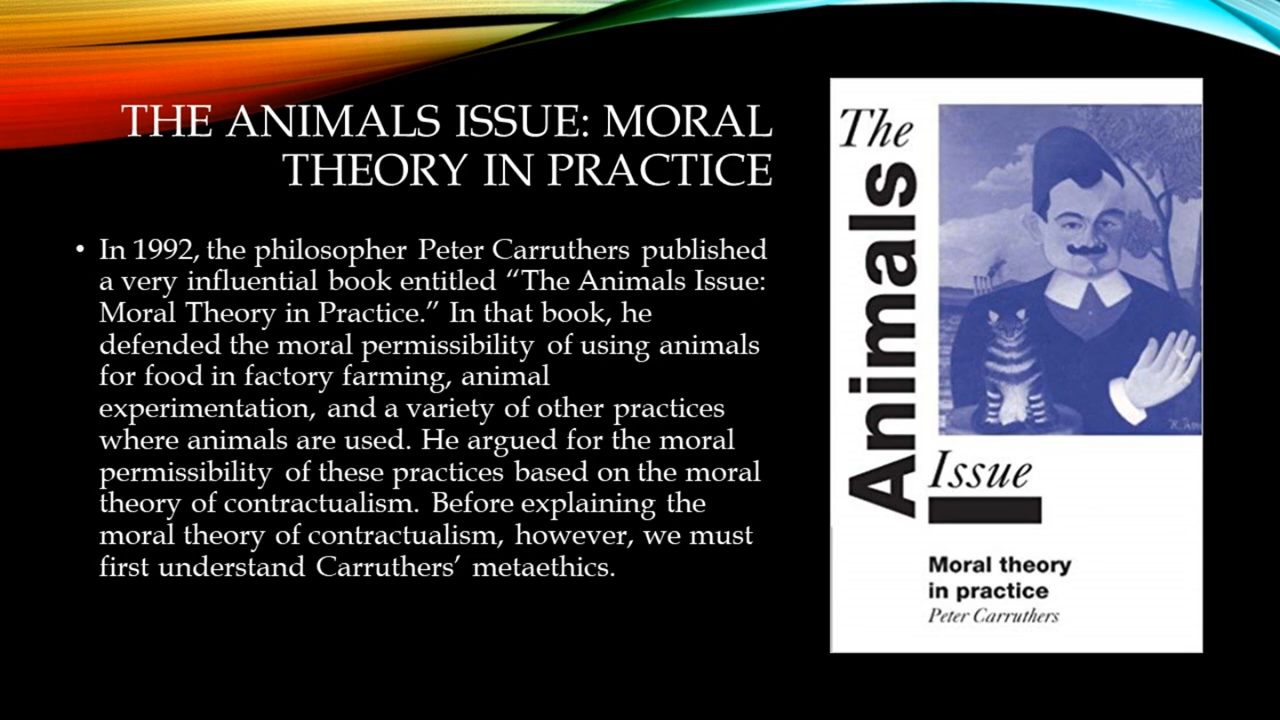 THE ANIMALS ISSUE: MORAL
THEORY IN PRACTICE
• In 1992, the philosopher Peter Carruthers published
a very influential book entitled “The Animals Issue:
Moral Theory in Practice.” In that book, he
defended the moral permissibility of using animals
for food in factory farming, animal
experimentation, and a variety of other practices
where animals are used. He argued for the moral
permissibility of these practices based on the moral
theory of contractualism. Before explaining the
moral theory of contractualism, however, we must
first understand Carruthers’ metaethics.
The
Animals
Issue
Moral theory
in practice
Peter Carruthers